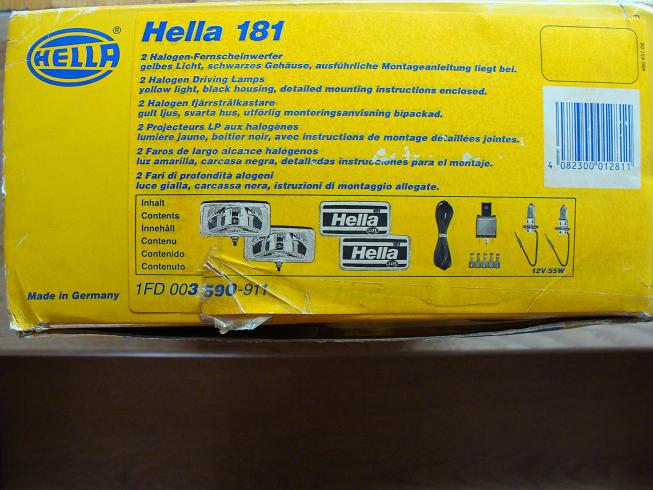 HELLA ®
Hella 181
2 Halogen-Fernscheinwerfer
gelbes Licht, schwarzes Gehäuse, ausführliche Montageanleitung liegt bei.
2 Halogen Driving Lamps
yellow light, black housing, detailed mounting instructions enclosed.
2 Halogen fjärrstrålkastare
gult ljus, svarta hus, utförlig monteringsanvisning bipackad.
2 Projecteurs LP aux halogènes
lumière jaune, boîtier noir, avec instructions de montage détaillées jointes.
2 Faros de largo alcance halógenos
luz amarilla, carcasa negra, detalladas instrucciones para el montaje.
2 Fari di profondità alogeni
luce gialla, carcassa nera, istruzioni di montaggio allegate.
4 082300 012811
Inhalt
Contents
Innehåll
Contenu
Contenido
Contenuto
Hella
Hella
12V/55W
Made in Germany
1FD 003 590-911